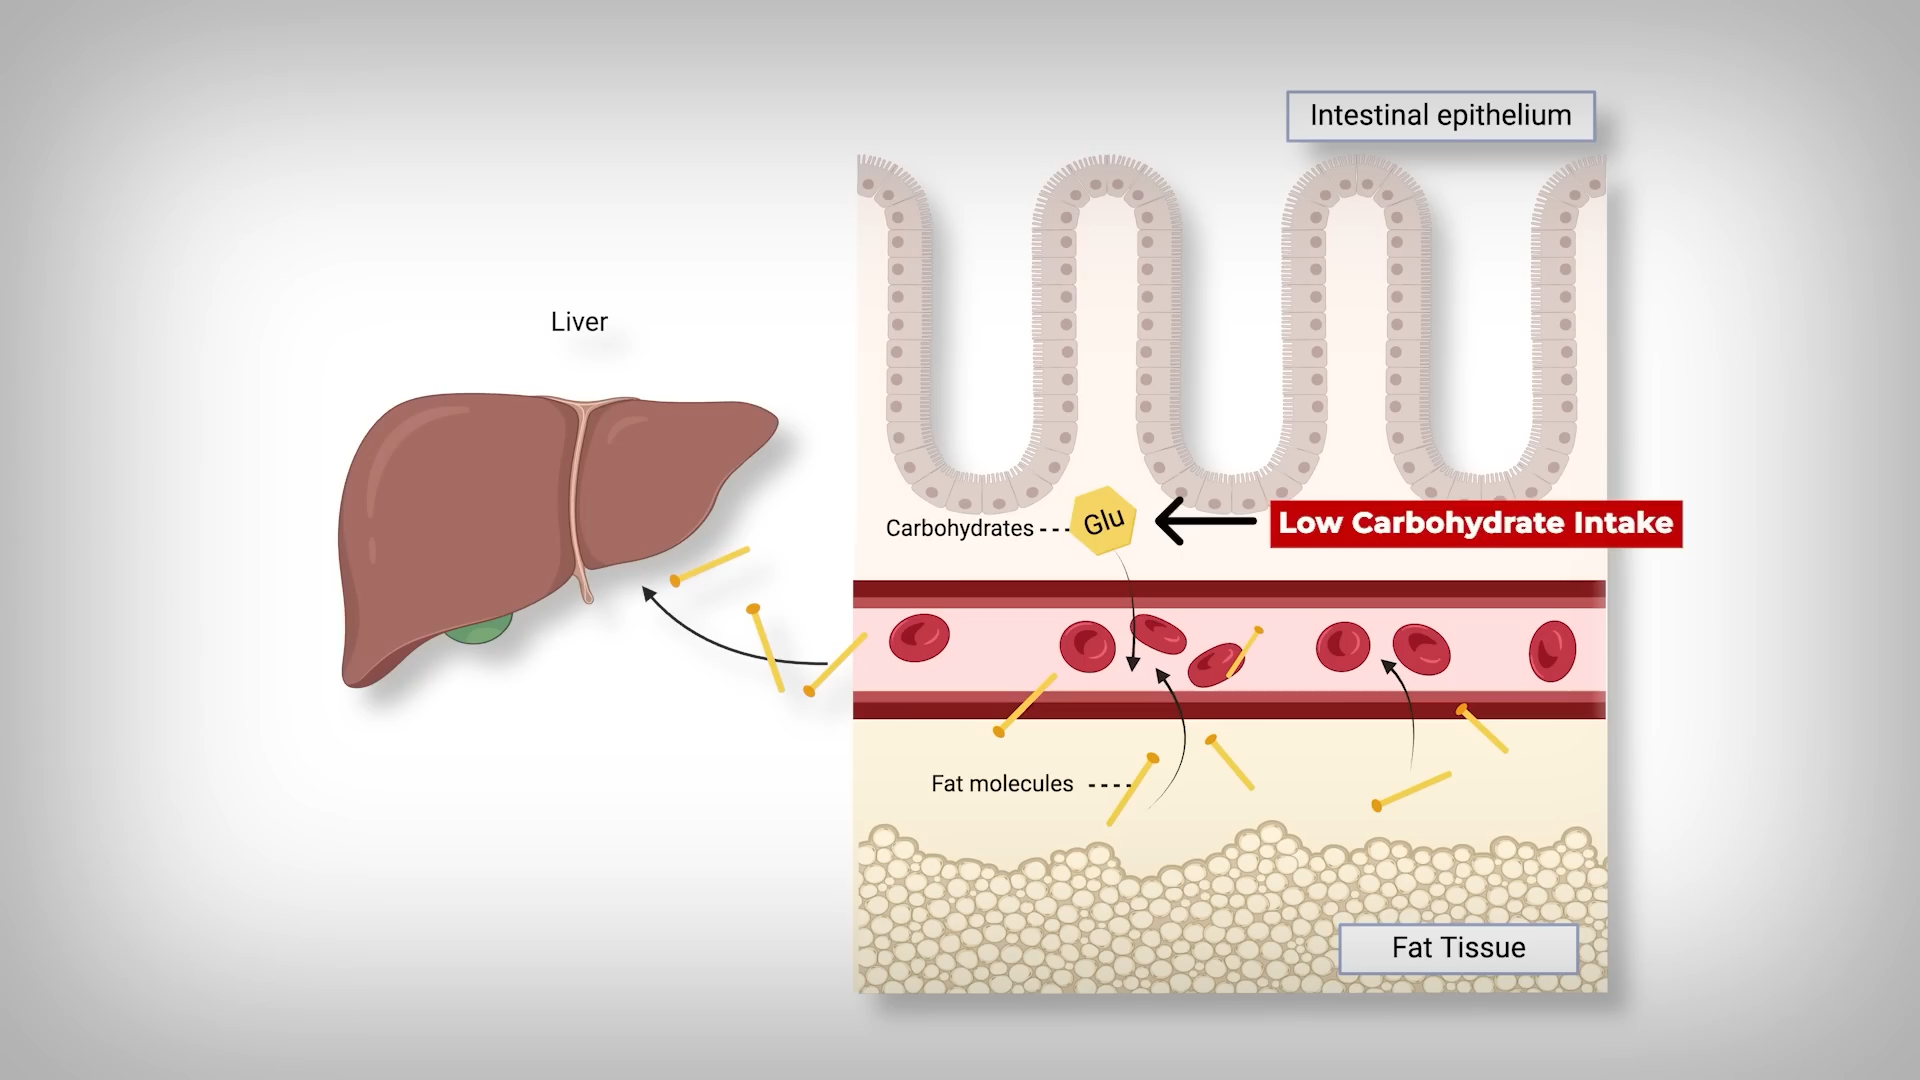 Intestinal epithelium
Liver
Carbohydrates
Glu
Low Carbohydrate Intake
Fat molecules
Fat Tissue